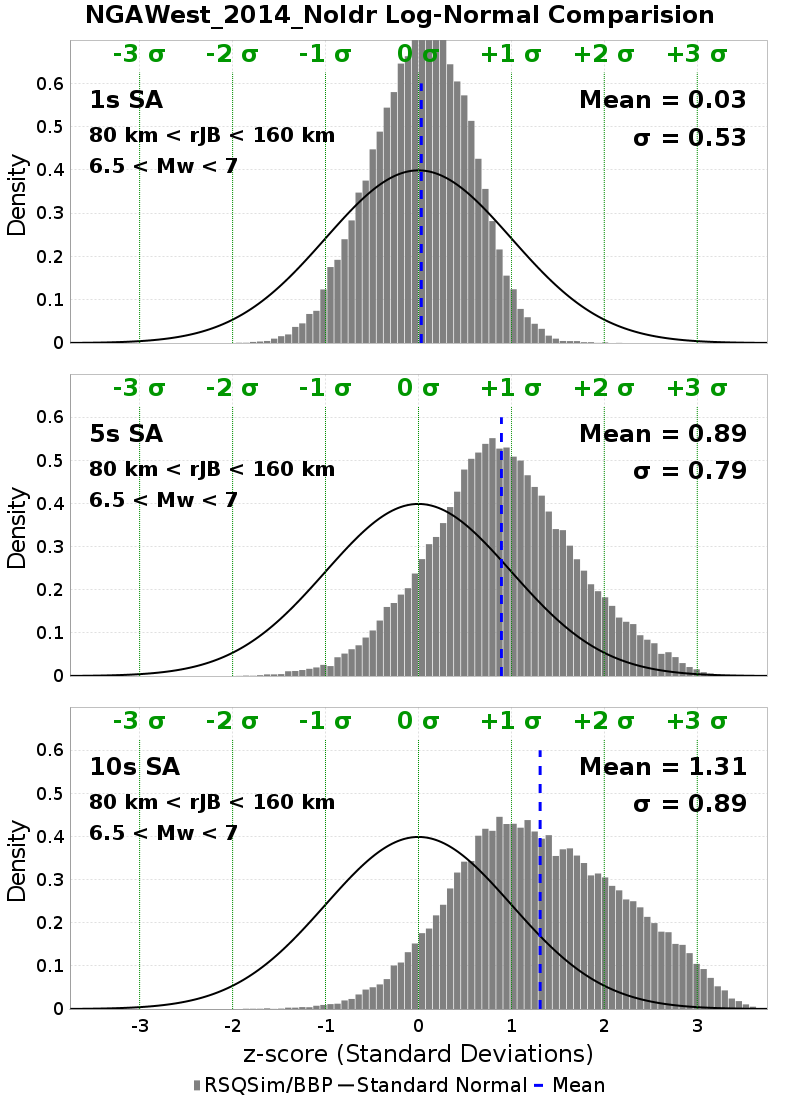 NGAWest_2014_NoIdr Log-Normal Comparision
-3 σ -2 σ -1 σ 0 σ +1 σ +2 σ +3 σ
1s SA
80 km < rJB < 160 km
6.5 < Mw < 7
Mean = 0.03
σ = 0.53
Density
0.6
0.5
0.4
0.3
0.2
0.1
0
-3 σ -2 σ -1 σ 0 σ +1 σ +2 σ +3 σ
5s SA
80 km < rJB < 160 km
6.5 < Mw < 7
Mean = 0.89
σ = 0.79
Density
0.6
0.5
0.4
0.3
0.2
0.1
0
-3 σ -2 σ -1 σ 0 σ +1 σ +2 σ +3 σ
10s SA
80 km < rJB < 160 km
6.5 < Mw < 7
Mean = 1.31
σ = 0.89
Density
0.6
0.5
0.4
0.3
0.2
0.1
0
-3 -2 -1 0 1 2 3
z-score (Standard Deviations)
RSQSim/BBP Standard Normal Mean